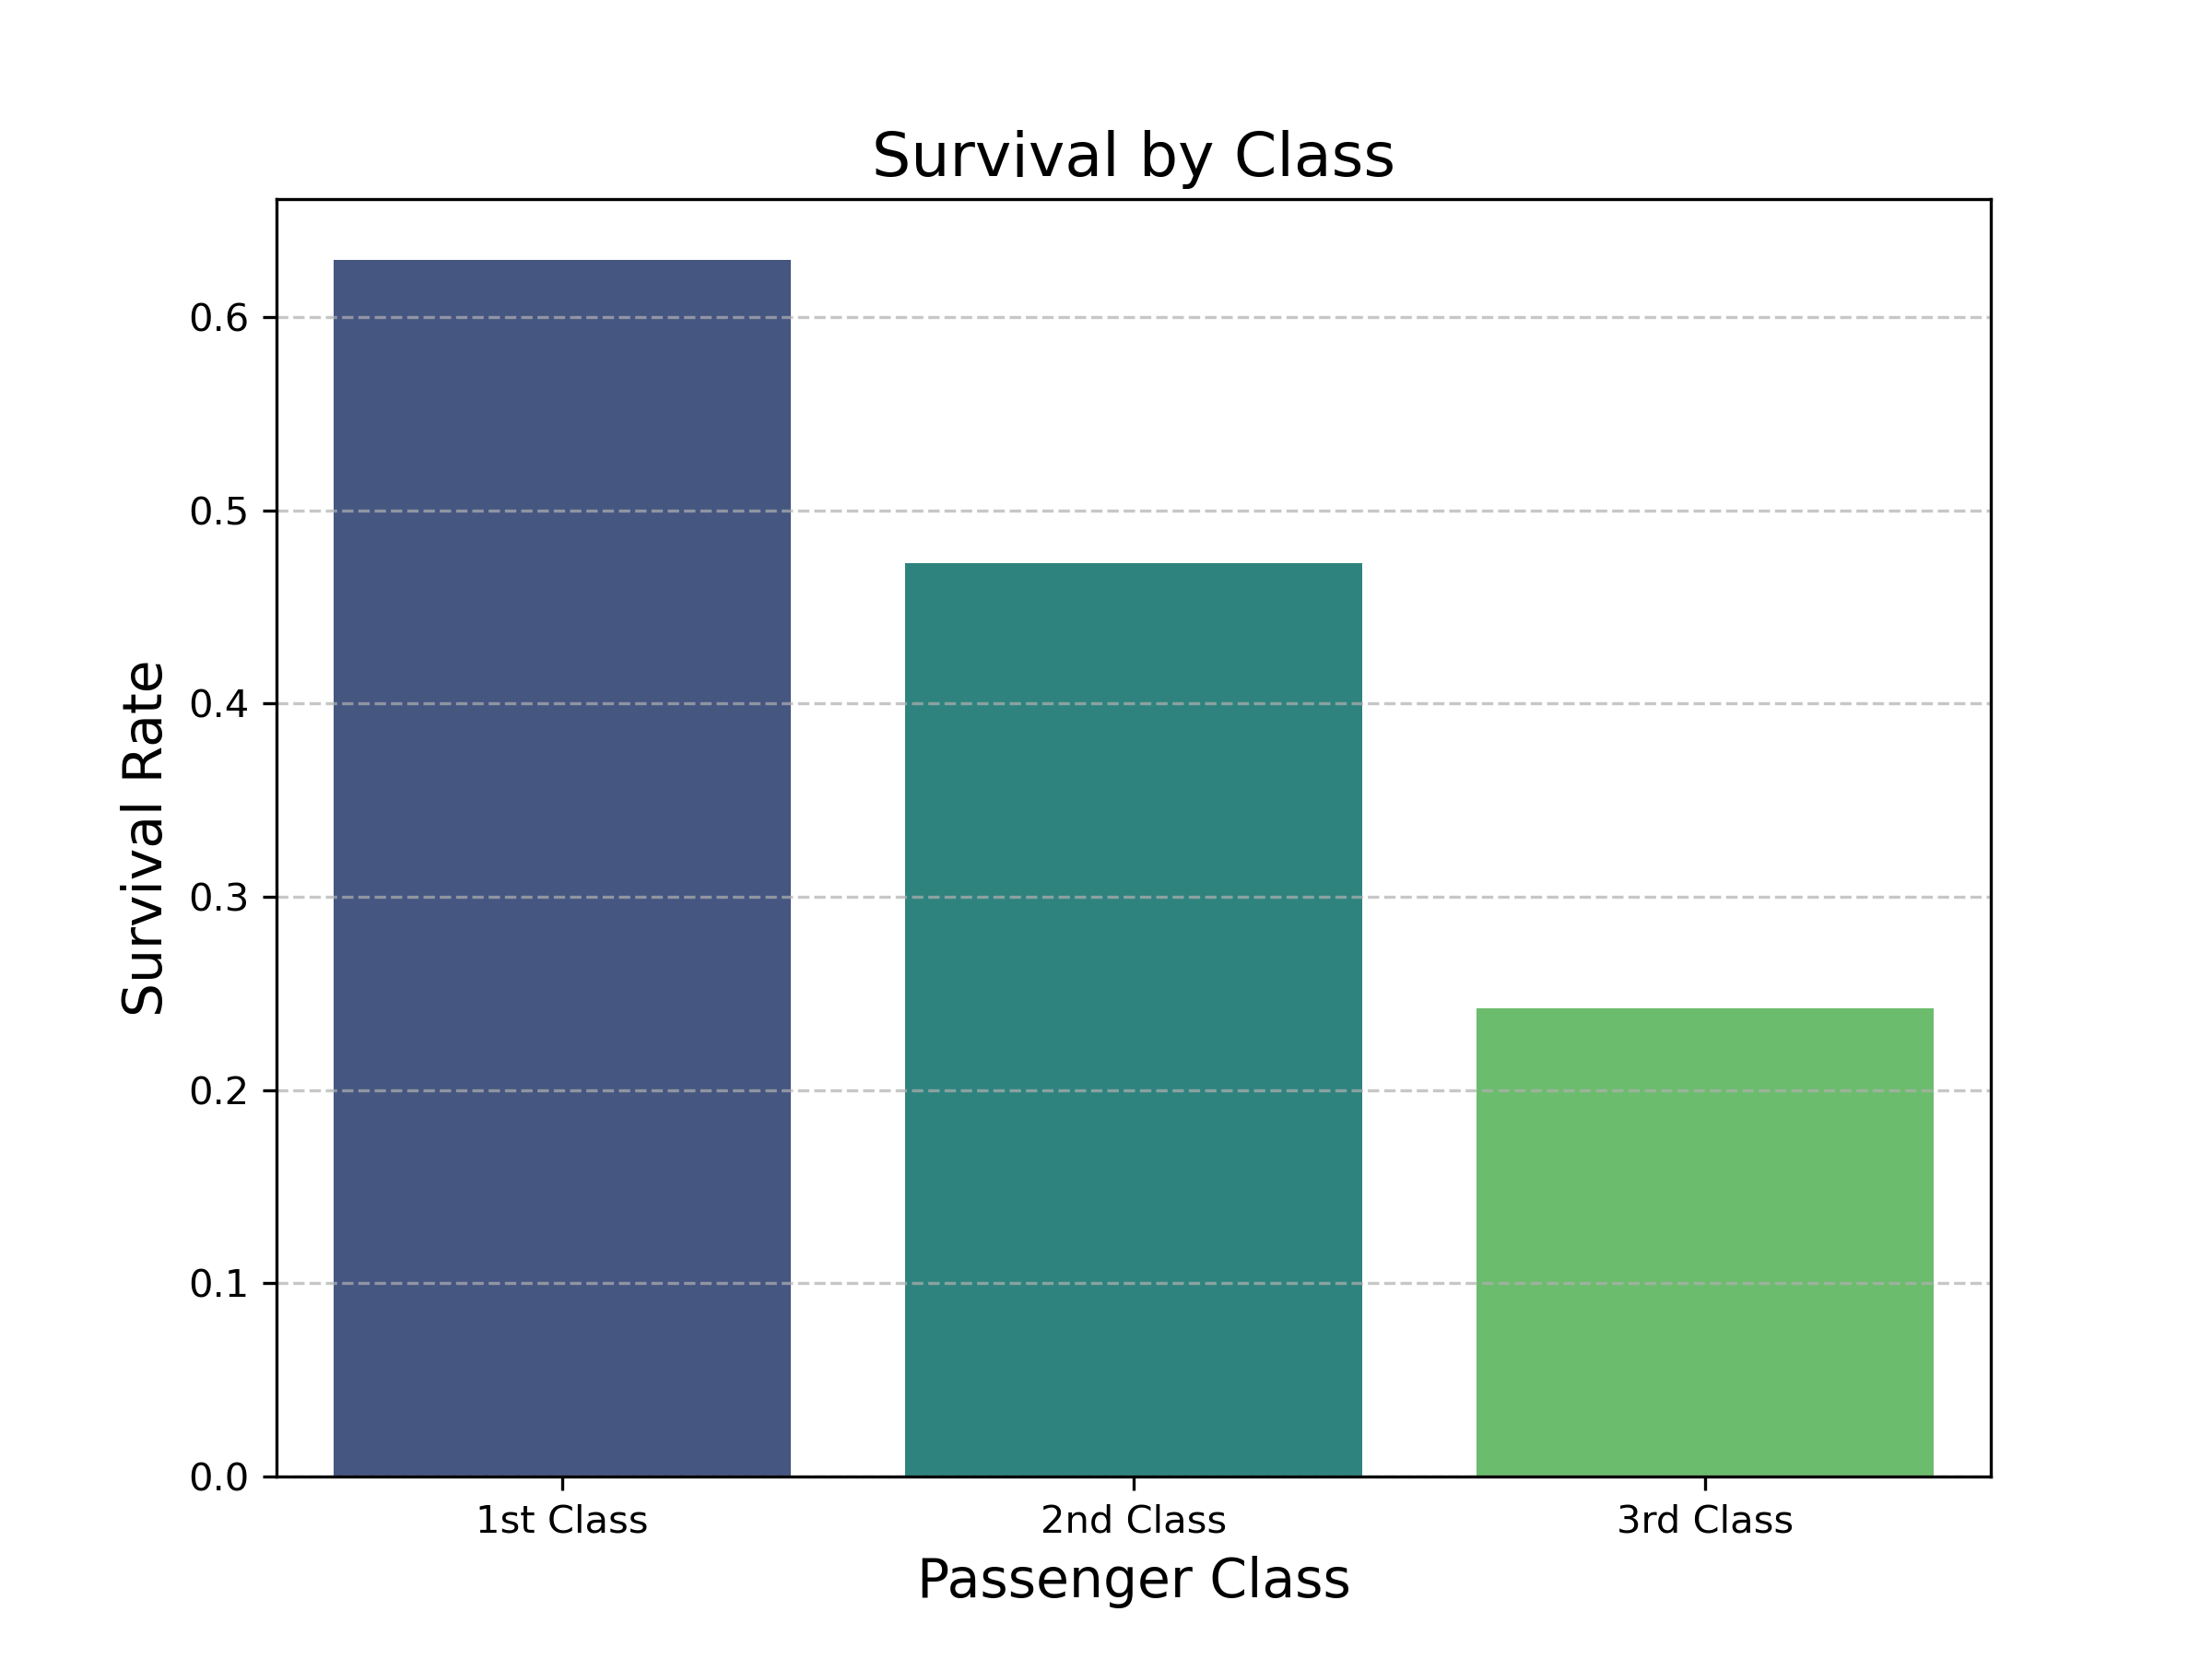 Survival by Class
Survival Rate
0.6
0.5
0.4
0.3
0.2
0.1
0.0
1st Class
2nd Class
3rd Class
Passenger Class